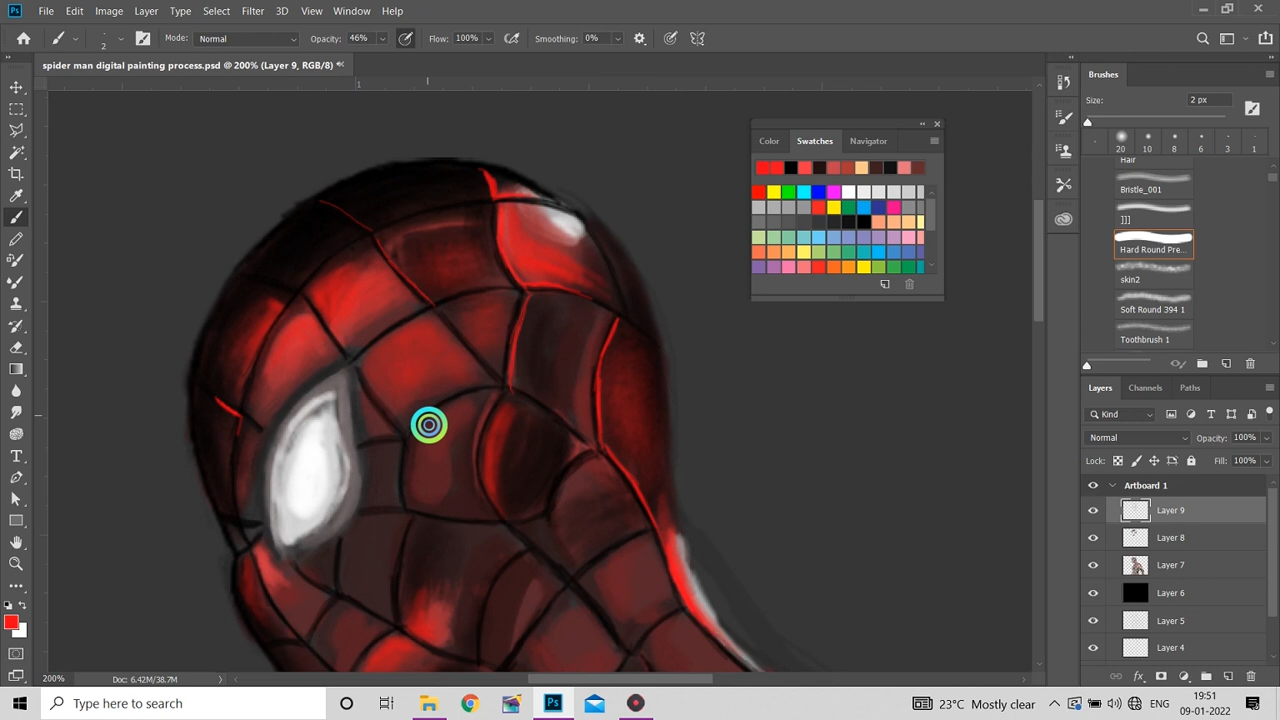 Ps File Edit Image Layer Type Select Filter 3D View Window Help
2 Mode: Normal Opacity: 46% Flow: 100% Smoothing: 0%
spider man digital painting process.psd @ 200% (Layer 9, RGB/8) *
1
Color Swatches Navigator
Brushes
Size: 2 px
20 10 8 6 3 1
Hair
Bristle_001
]]]
Hard Round Pre...
skin2
Soft Round 394 1
Toothbrush 1
Layers Channels Paths
Kind
Normal Opacity: 100%
Lock: Fill: 100%
Artboard 1
Layer 9
Layer 8
Layer 7
Layer 6
Layer 5
Layer 4
200% Doc: 6.42M/38.7M
Type here to search
Ps
23°C Mostly clear
ENG
19:51
09-01-2022